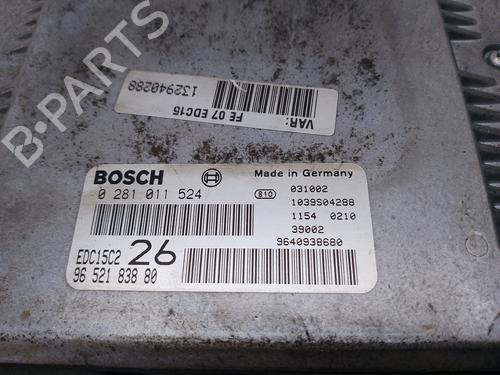 132940288
FE 07 EDC15
VAR:
BOSCH
Made in Germany
0 281 011 524
810
031002
1039S04288
1154 0210
39002
9640938680
EDC15C2 26
96 521 838 80
B-PARTS